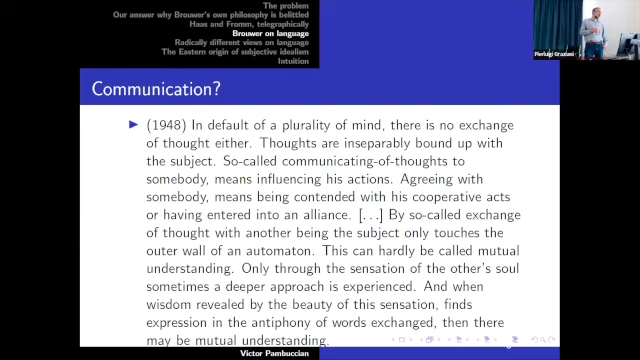 The problem
Our answer why Brouwer's own philosophy is belittled
Haas and Fromm, telegraphically
Brouwer on language
Radically different views on language
The Eastern origin of subjective idealism
Intuition
Pierluigi Graziani
Communication?
(1948) In default of a plurality of mind, there is no exchange
of thought either. Thoughts are inseparably bound up with
the subject. So-called communicating-of-thoughts to
somebody, means influencing his actions. Agreeing with
somebody, means being contended with his cooperative acts
or having entered into an alliance. [...] By so-called exchange
of thought with another being the subject only touches the
outer wall of an automaton. This can hardly be called mutual
understanding. Only through the sensation of the other's soul
sometimes a deeper approach is experienced. And when
wisdom revealed by the beauty of this sensation, finds
expression in the antiphony of words exchanged, then there
may be mutual understanding.
Victor Pambuccian